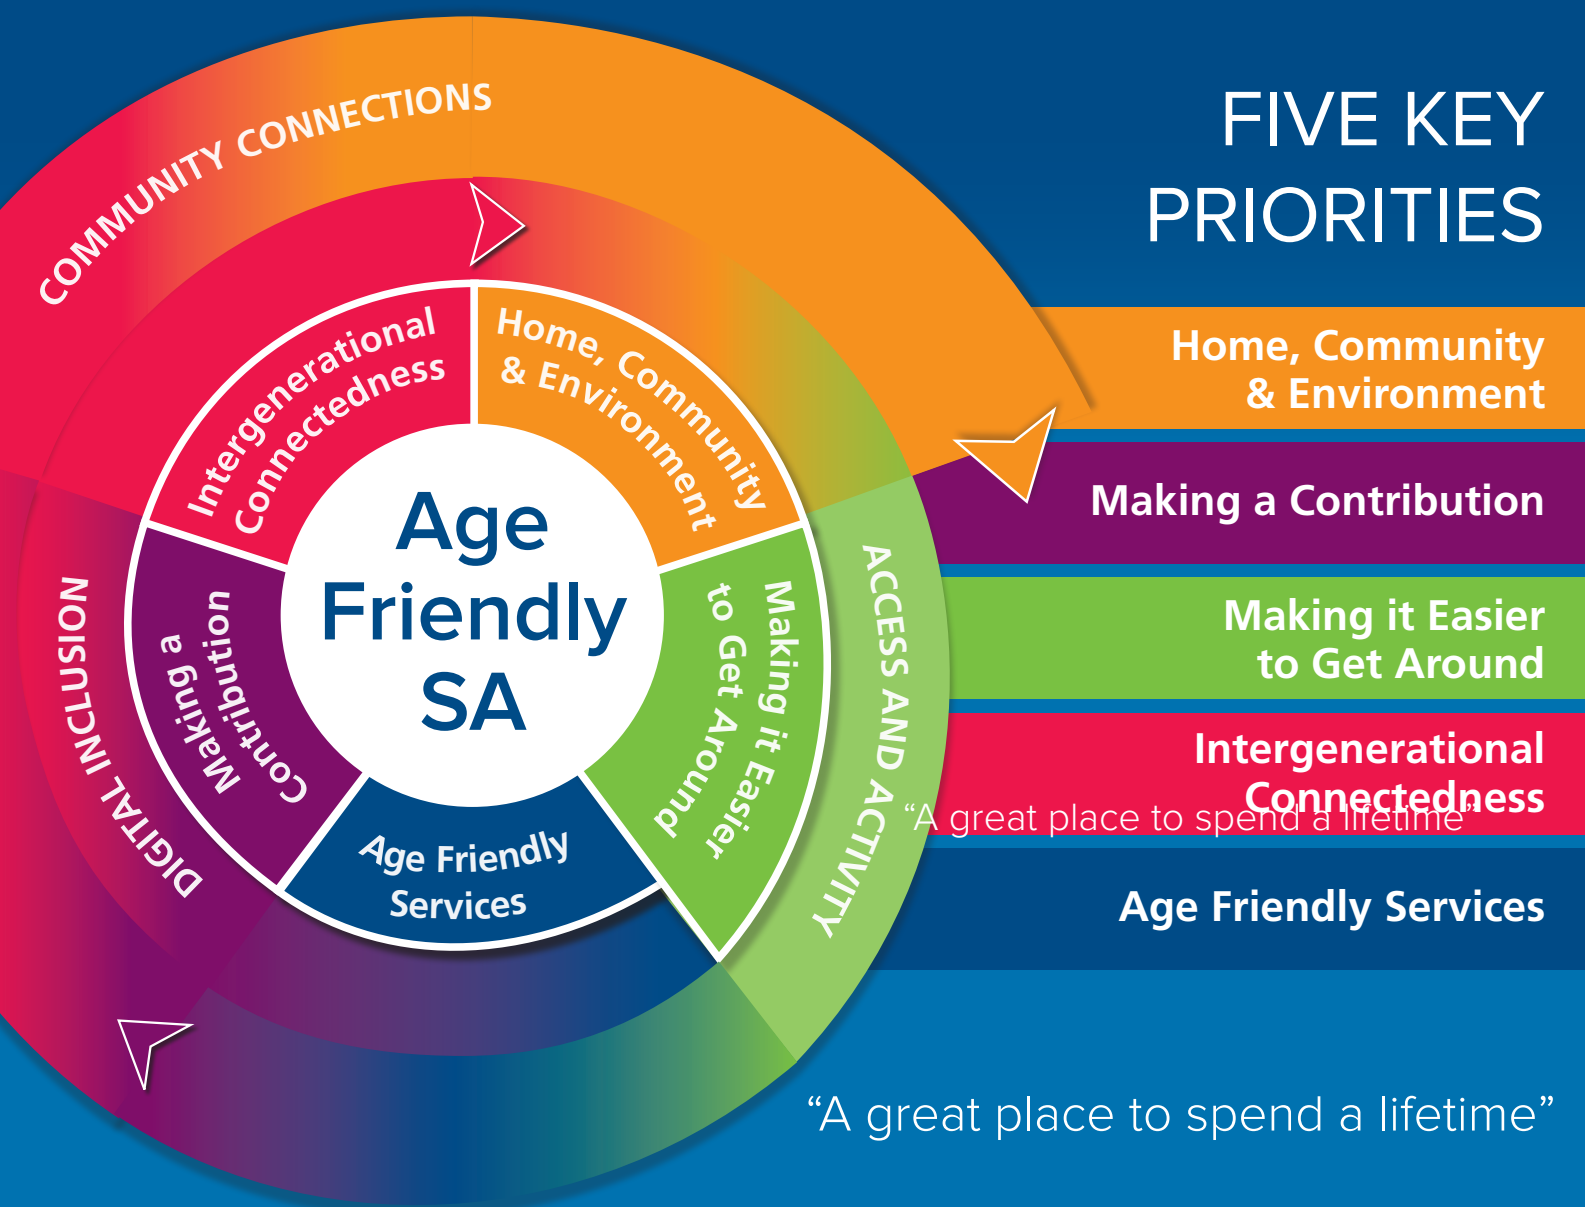 COMMUNITY CONNECTIONS
FIVE KEY
PRIORITIES
Intergenerational
Connectedness
Home, Community
& Environment
Age
Friendly
SA
Making a
Contribution
Making it Easier
to Get Around
Age Friendly
Services
DIGITAL INCLUSION
ACCESS AND ACTIVITY
Home, Community
& Environment
Making a Contribution
Making it Easier
to Get Around
Intergenerational
Connectedness
“A great place to spend a lifetime”
Age Friendly Services
“A great place to spend a lifetime”